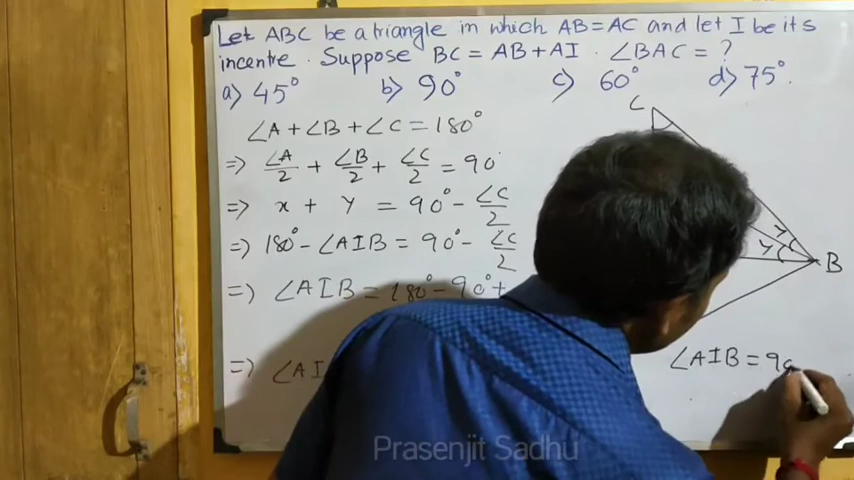 Let ABC be a triangle in which AB = AC and let I be its
incentre. Suppose BC = AB + AI. ∠BAC = ?
a) 45° b) 90° c) 60° d) 75°.
∠A + ∠B + ∠C = 180°
⇒ ∠A/2 + ∠B/2 + ∠C/2 = 90°
⇒ x + y = 90° - ∠C/2
⇒ 180° - ∠AIB = 90° - ∠C/2
⇒ ∠AIB = 180° - 90° +
⇒ ∠AI
C
y
y
B
∠AIB = 9
Prasenjit Sadhu